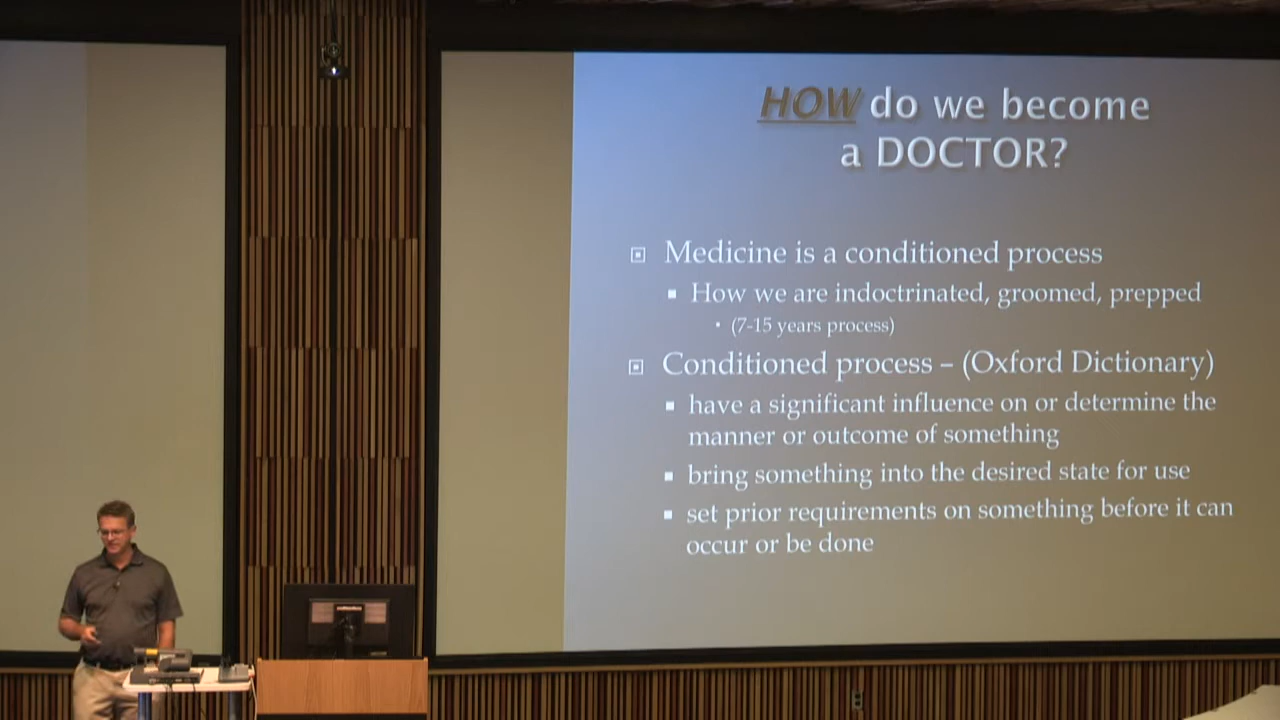 HOW do we become
a DOCTOR?
Medicine is a conditioned process
How we are indoctrinated, groomed, prepped
(7-15 years process)
Conditioned process – (Oxford Dictionary)
have a significant influence on or determine the
manner or outcome of something
bring something into the desired state for use
set prior requirements on something before it can
occur or be done